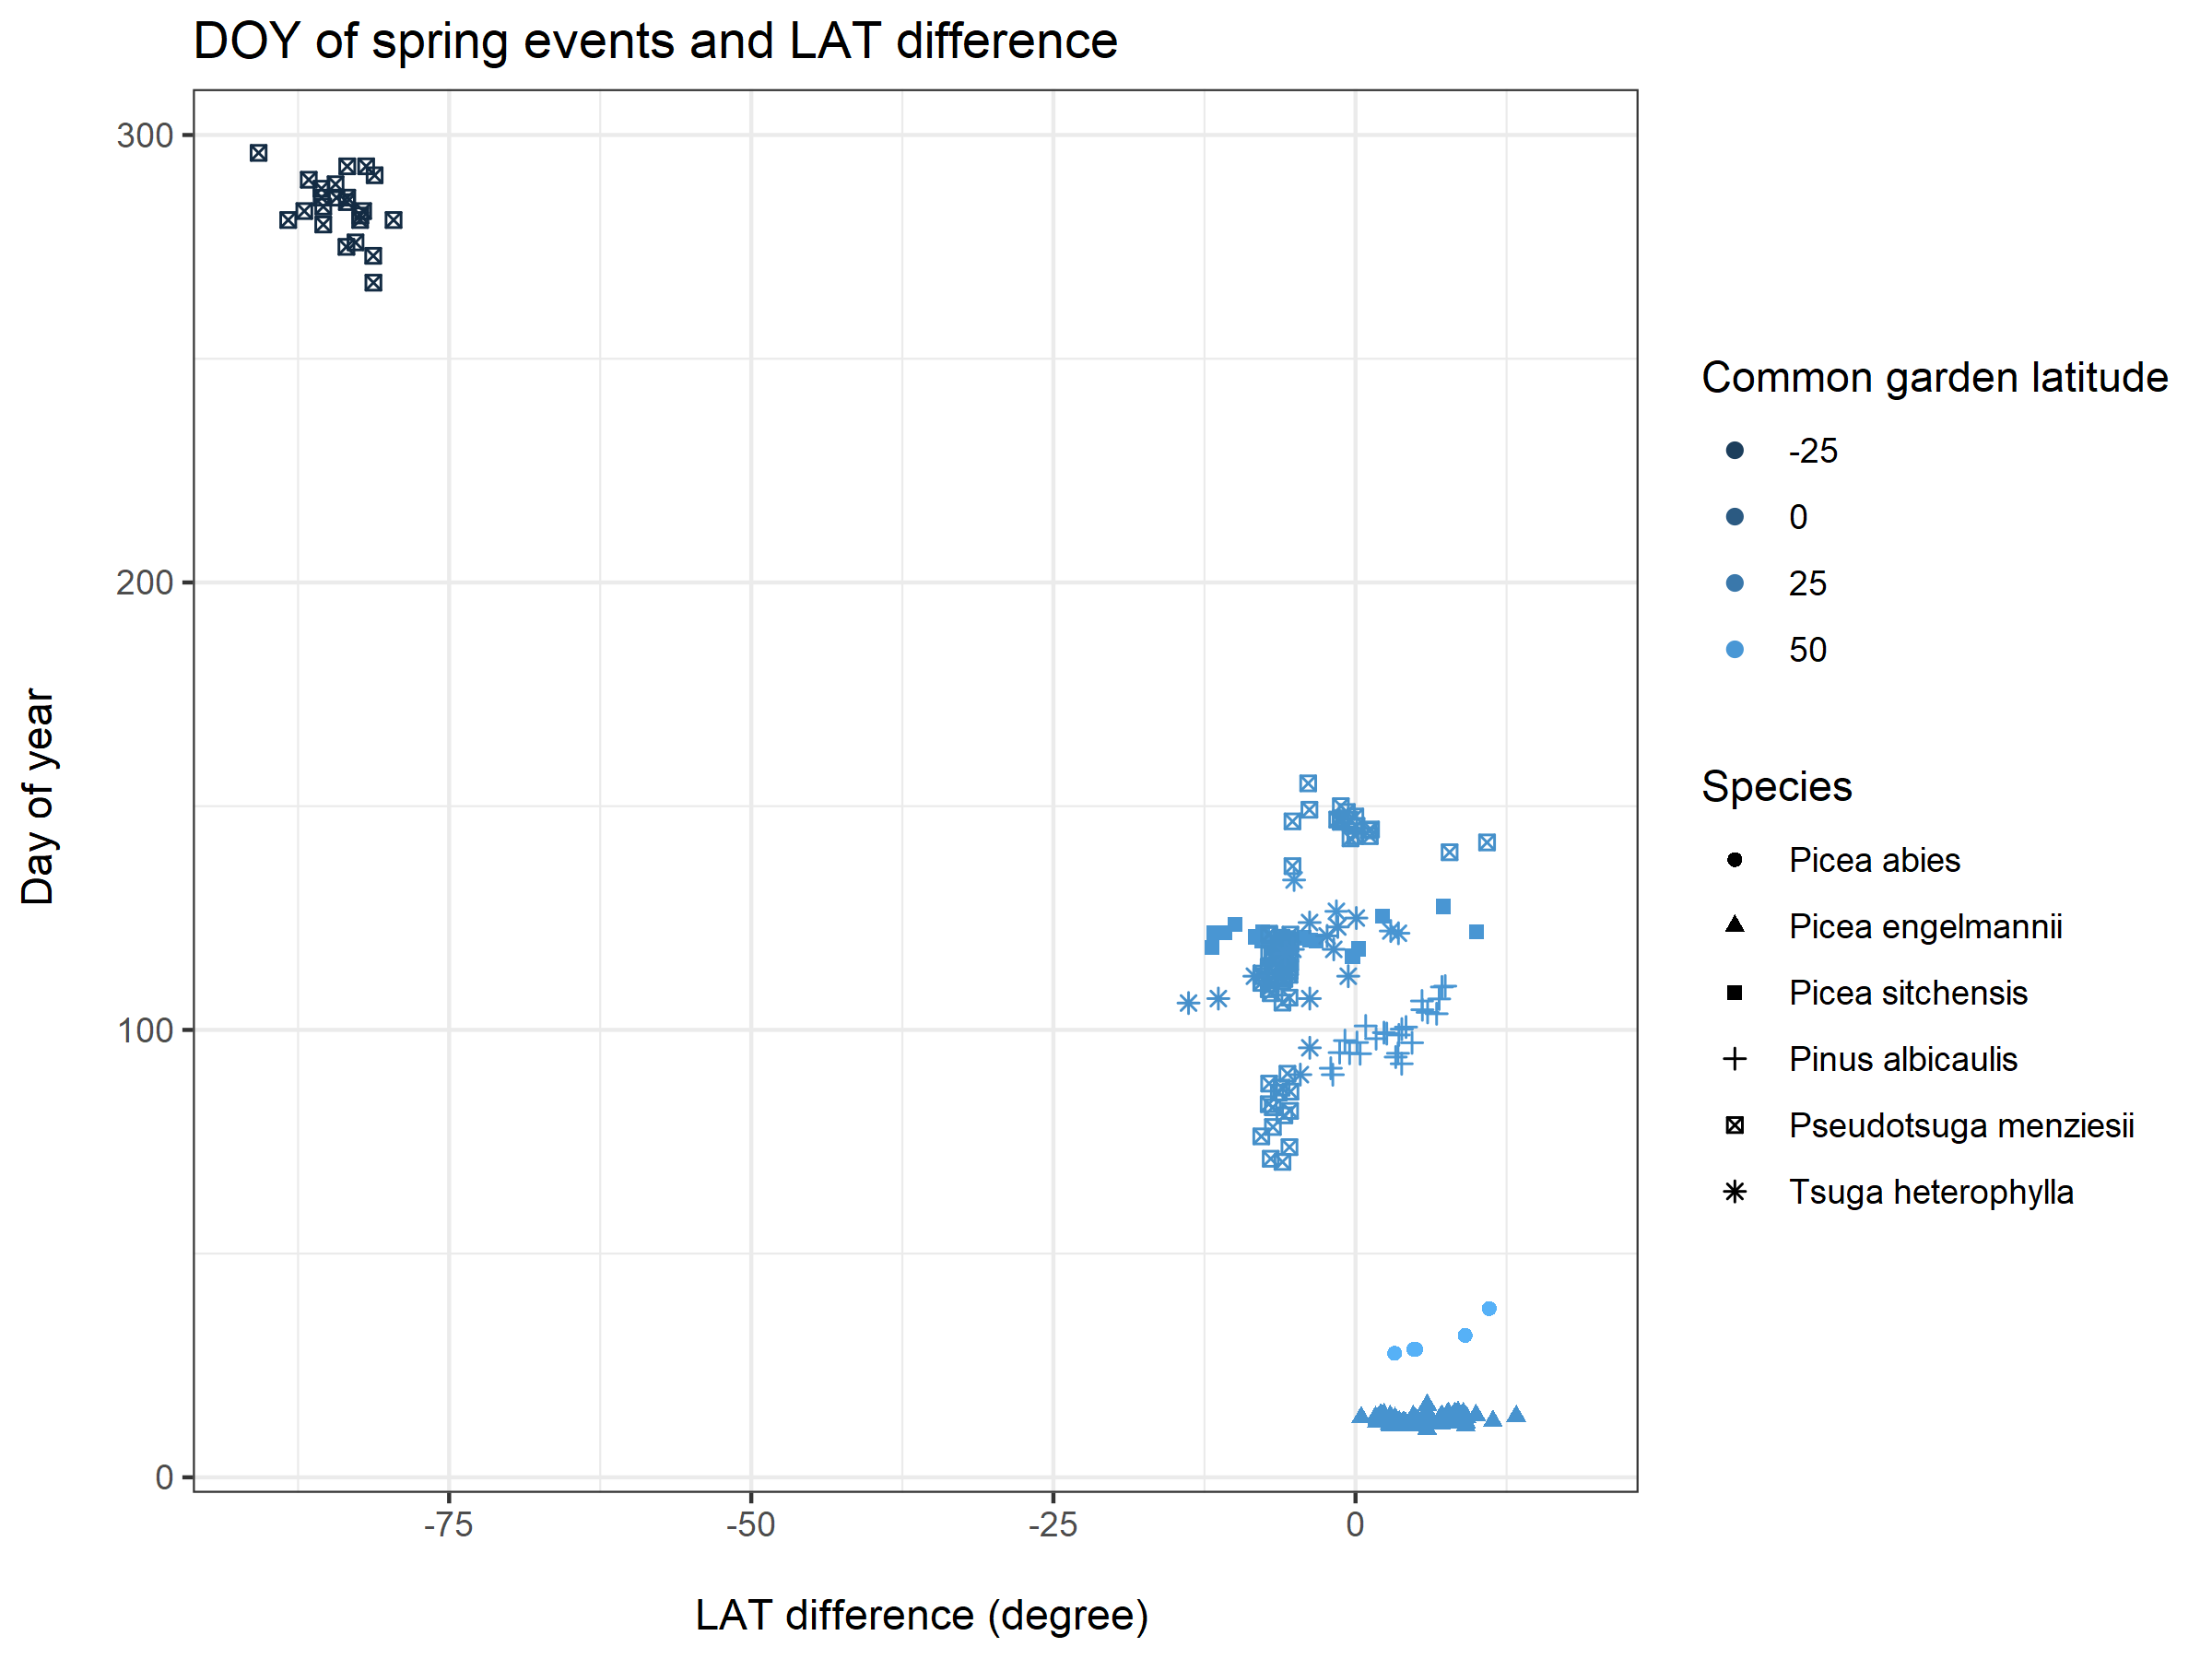 DOY of spring events and LAT difference
300
200
100
0
Day of year
-75
-50
-25
0
LAT difference (degree)
Common garden latitude
-25
0
25
50
Species
Picea abies
Picea engelmannii
Picea sitchensis
Pinus albicaulis
Pseudotsuga menziesii
Tsuga heterophylla